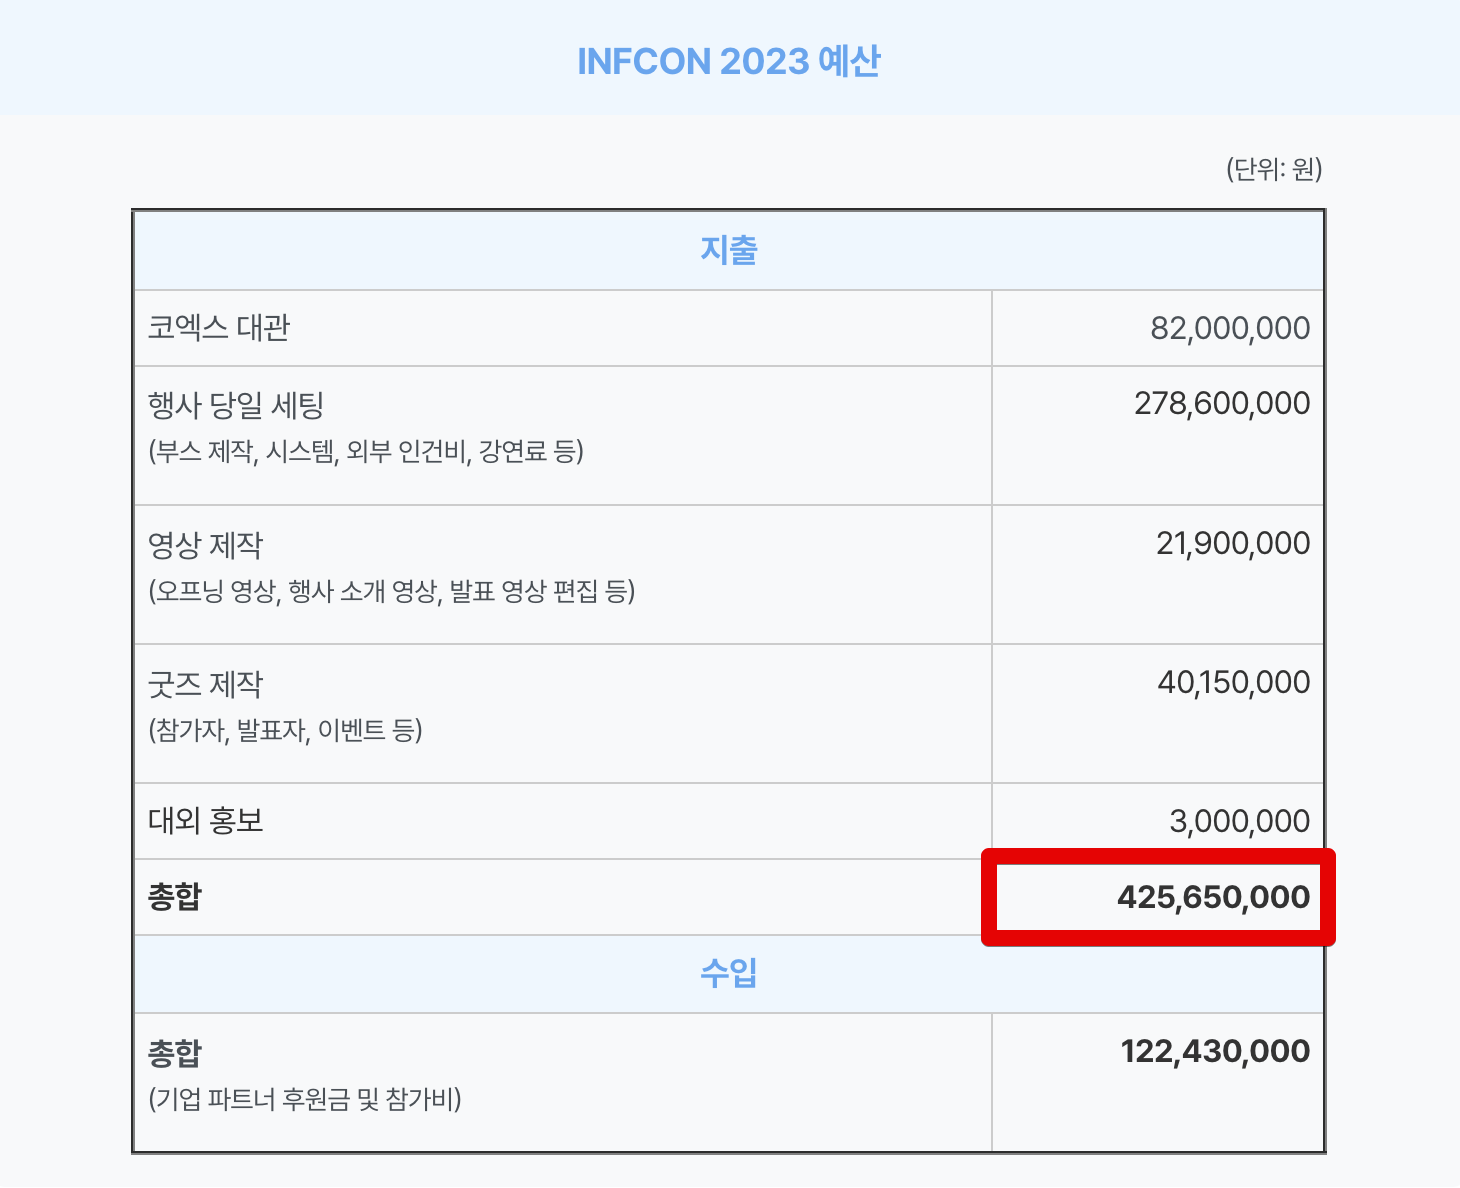 INFCON 2023 예산
(단위: 원)
지출
코엑스 대관 82,000,000
행사 당일 세팅 278,600,000
(부스 제작, 시스템, 외부 인건비, 강연료 등)
영상 제작 21,900,000
(오프닝 영상, 행사 소개 영상, 발표 영상 편집 등)
굿즈 제작 40,150,000
(참가자, 발표자, 이벤트 등)
대외 홍보 3,000,000
총합 425,650,000
수입
총합 122,430,000
(기업 파트너 후원금 및 참가비)